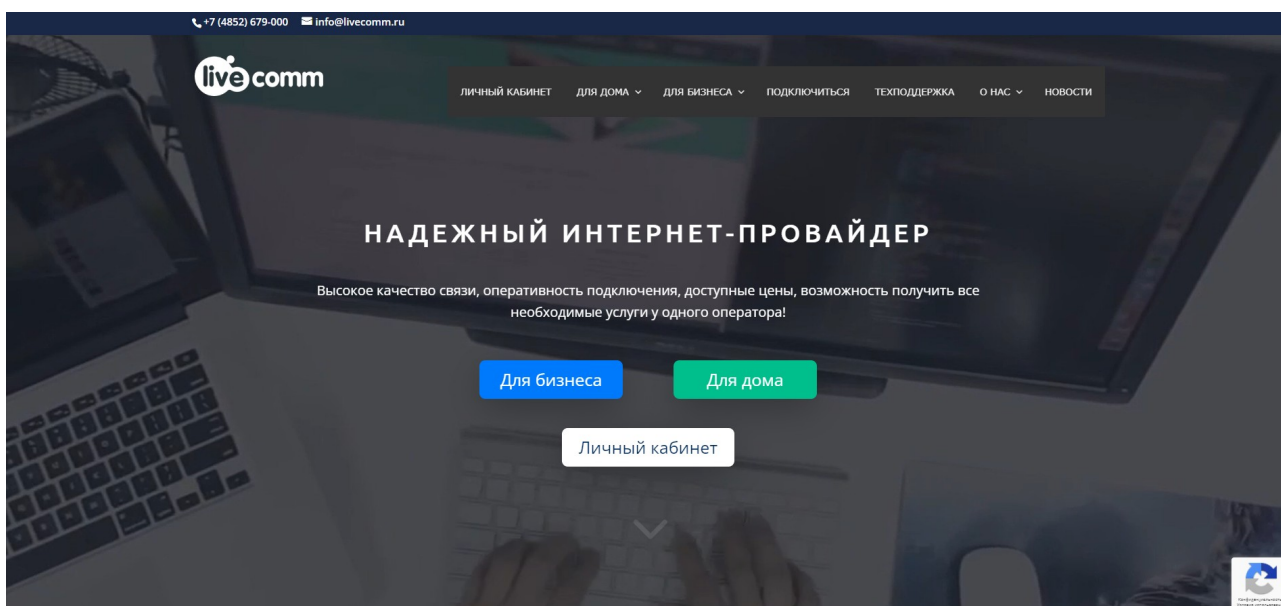 +7 (4852) 679-000 info@livecomm.ru
live comm
ЛИЧНЫЙ КАБИНЕТ ДЛЯ ДОМА ДЛЯ БИЗНЕСА ПОДКЛЮЧИТЬСЯ ТЕХПОДДЕРЖКА О НАС НОВОСТИ
НАДЕЖНЫЙ ИНТЕРНЕТ-ПРОВАЙДЕР
Высокое качество связи, оперативность подключения, доступные цены, возможность получить все
необходимые услуги у одного оператора!
Для бизнеса Для дома
Личный кабинет